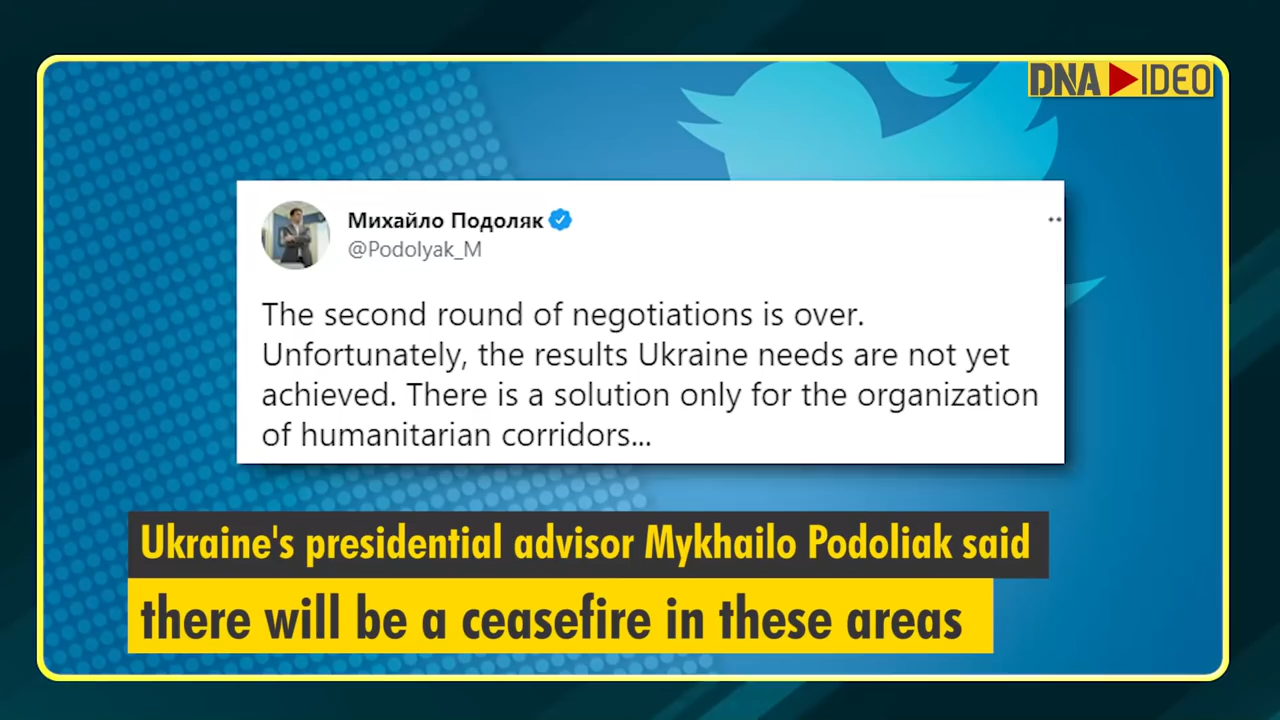 DNA VIDEO
Михайло Подоляк
@Podolyak_M
The second round of negotiations is over.
Unfortunately, the results Ukraine needs are not yet
achieved. There is a solution only for the organization
of humanitarian corridors...
Ukraine's presidential advisor Mykhailo Podoliak said
there will be a ceasefire in these areas